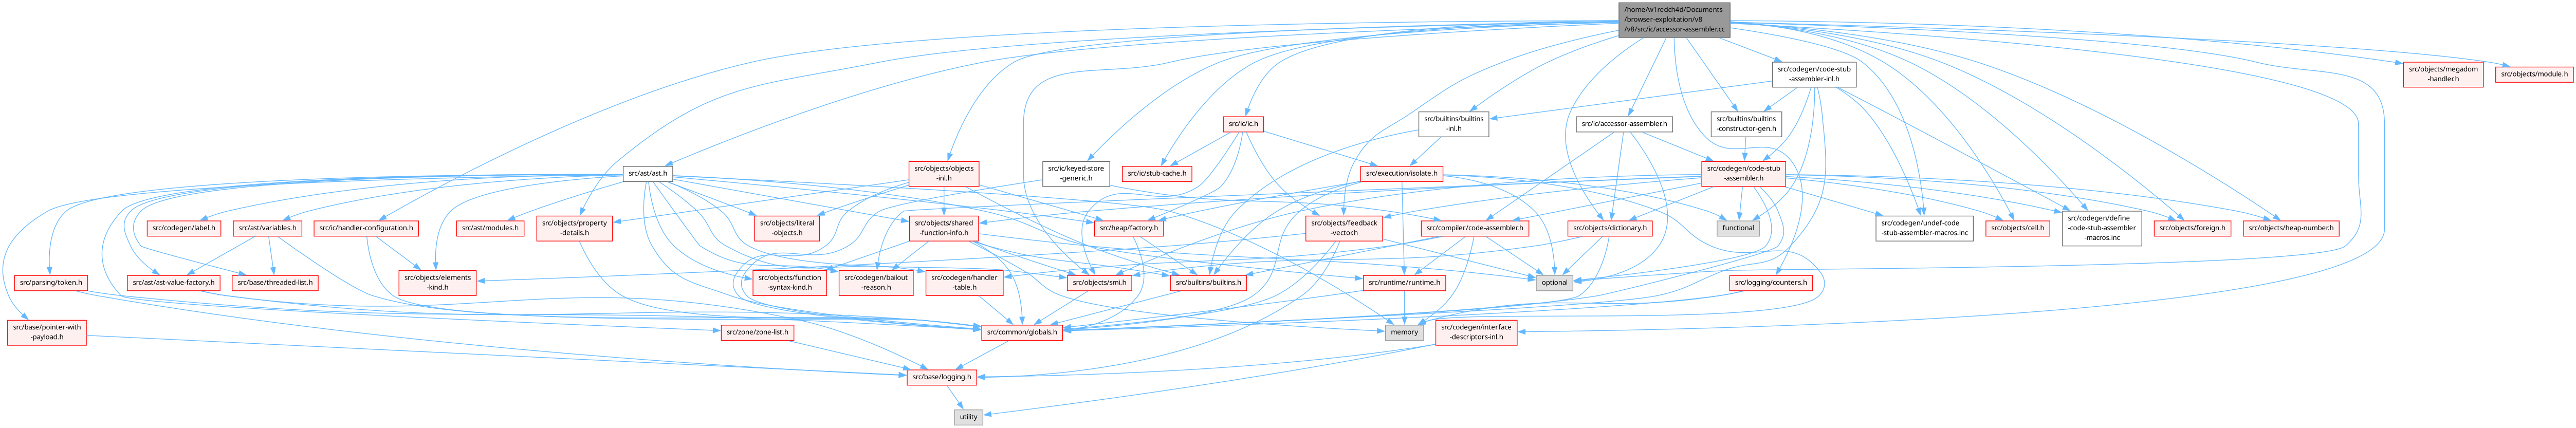 /home/w1redch4d/Documents
/browser-exploitation/v8
/v8/src/ic/accessor-assembler.cc
src/codegen/code-stub
-assembler-inl.h
src/objects/megadom
-handler.h
src/objects/module.h
src/ic/ic.h
src/builtins/builtins
-inl.h
src/ic/accessor-assembler.h
src/builtins/builtins
-constructor-gen.h
src/ast/ast.h
src/objects/objects
-inl.h
src/ic/keyed-store
-generic.h
src/ic/stub-cache.h
src/execution/isolate.h
src/codegen/code-stub
-assembler.h
src/codegen/label.h
src/ast/variables.h
src/ic/handler-configuration.h
src/ast/modules.h
src/objects/property
-details.h
src/objects/literal
-objects.h
src/objects/shared
-function-info.h
src/heap/factory.h
src/objects/feedback
-vector.h
src/compiler/code-assembler.h
src/objects/dictionary.h
functional
src/codegen/undef-code
-stub-assembler-macros.inc
src/objects/cell.h
src/codegen/define
-code-stub-assembler
-macros.inc
src/objects/foreign.h
src/objects/heap-number.h
src/parsing/token.h
src/ast/ast-value-factory.h
src/base/threaded-list.h
src/objects/elements
-kind.h
src/objects/function
-syntax-kind.h
src/codegen/bailout
-reason.h
src/codegen/handler
-table.h
src/objects/smi.h
src/builtins/builtins.h
src/runtime/runtime.h
optional
src/logging/counters.h
src/base/pointer-with
-payload.h
src/zone/zone-list.h
src/common/globals.h
memory
src/codegen/interface
-descriptors-inl.h
src/base/logging.h
utility